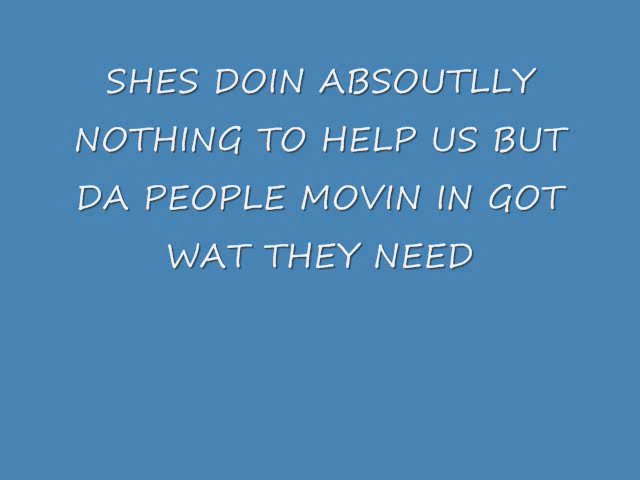 SHES DOIN ABSOUTLLY
NOTHING TO HELP US BUT
DA PEOPLE MOVIN IN GOT
WAT THEY NEED